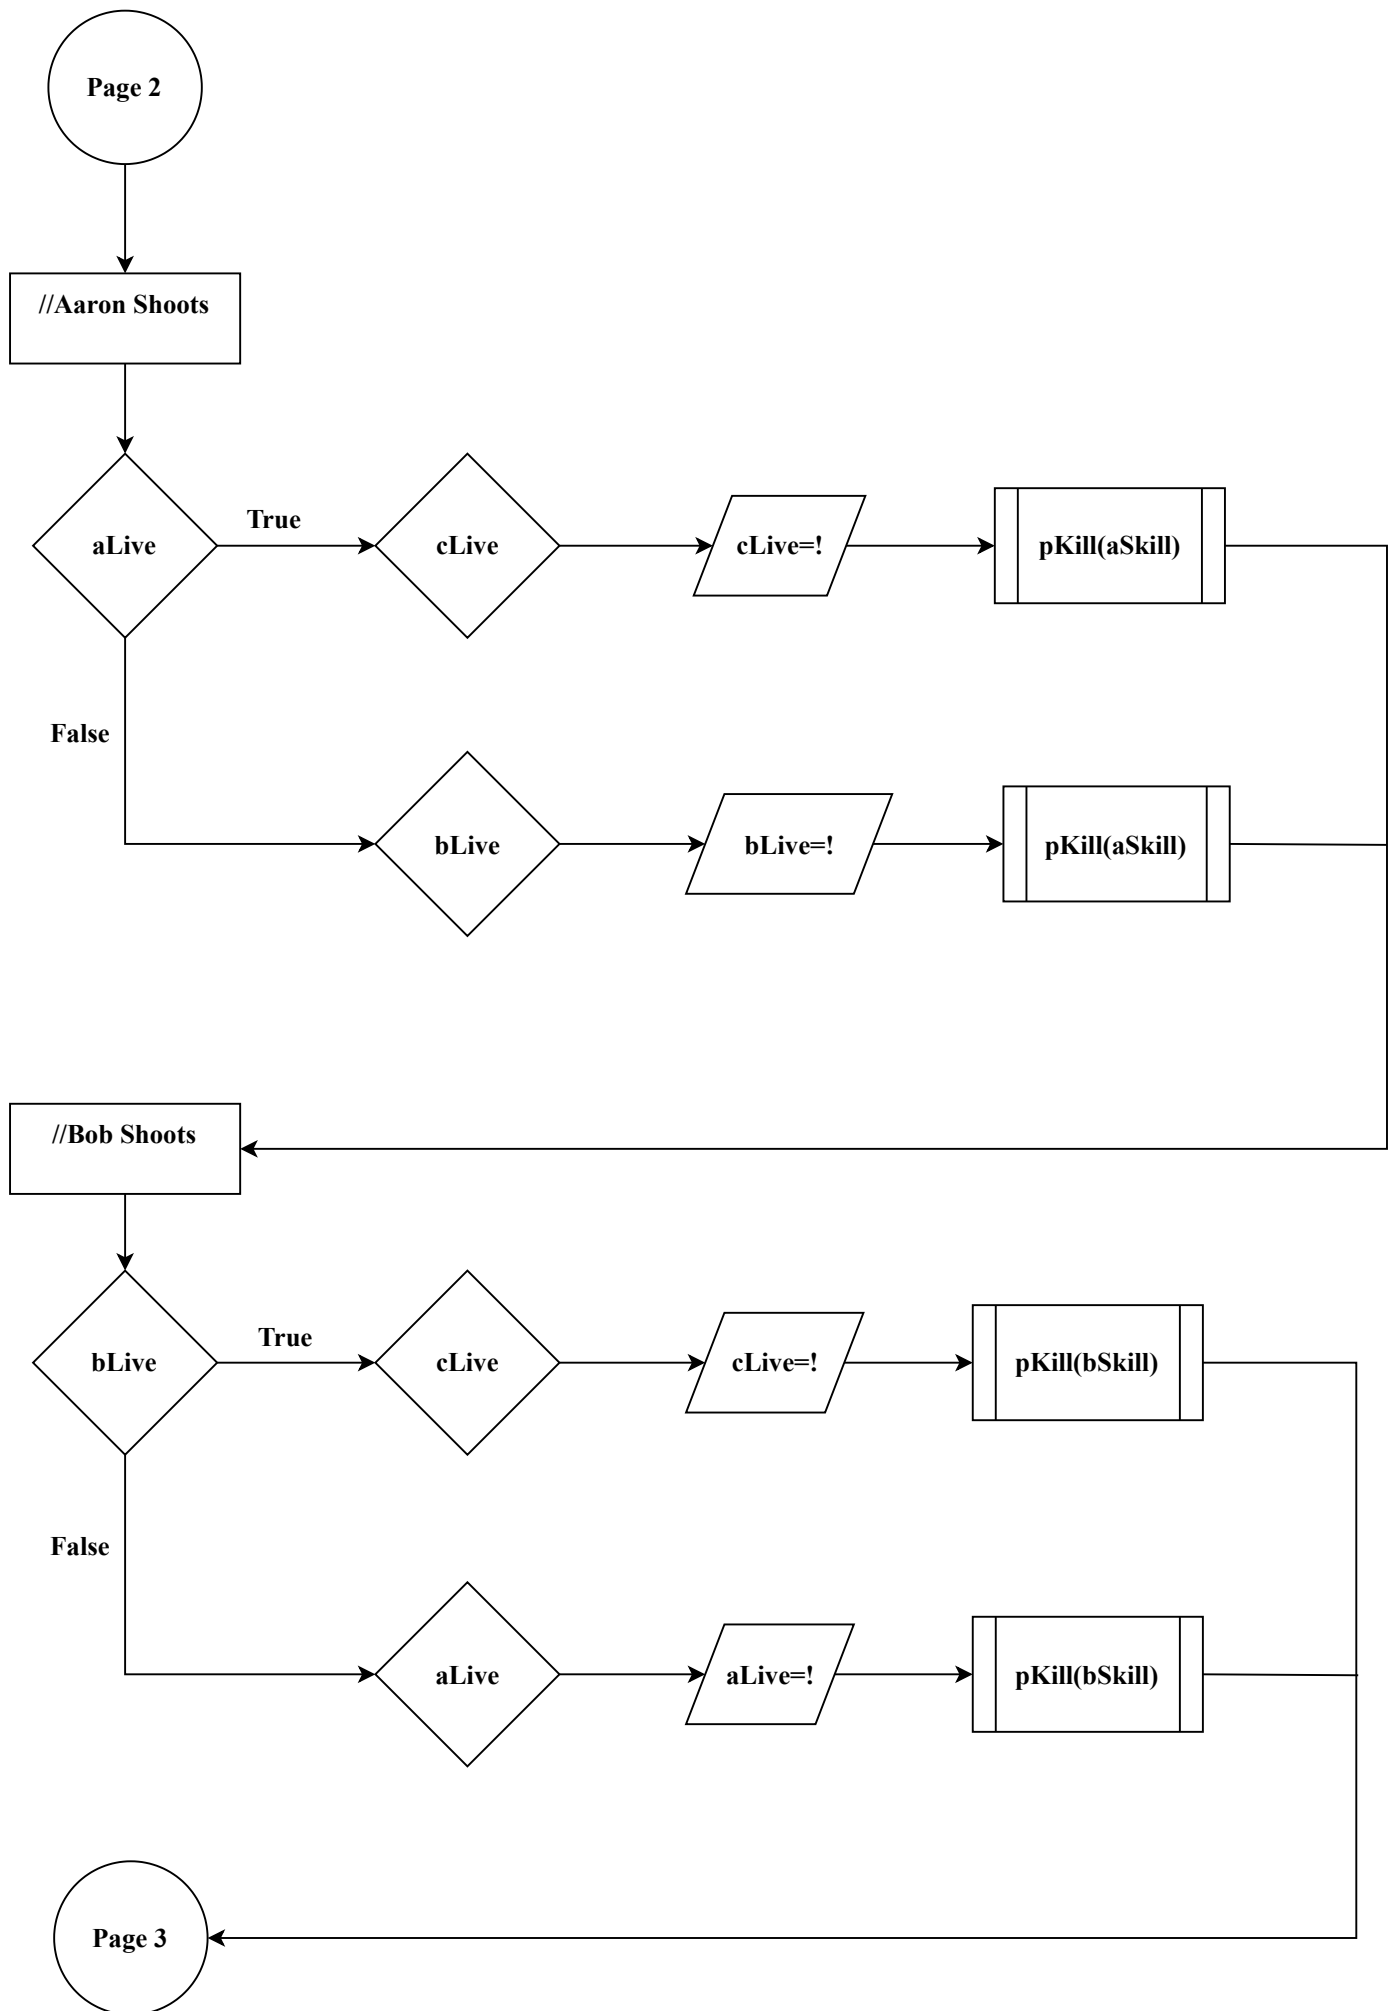 Page 2
//Aaron Shoots
aLive
True
cLive
cLive=!
pKill(aSkill)
False
bLive
bLive=!
pKill(aSkill)
//Bob Shoots
bLive
True
cLive
cLive=!
pKill(bSkill)
False
aLive
aLive=!
pKill(bSkill)
Page 3